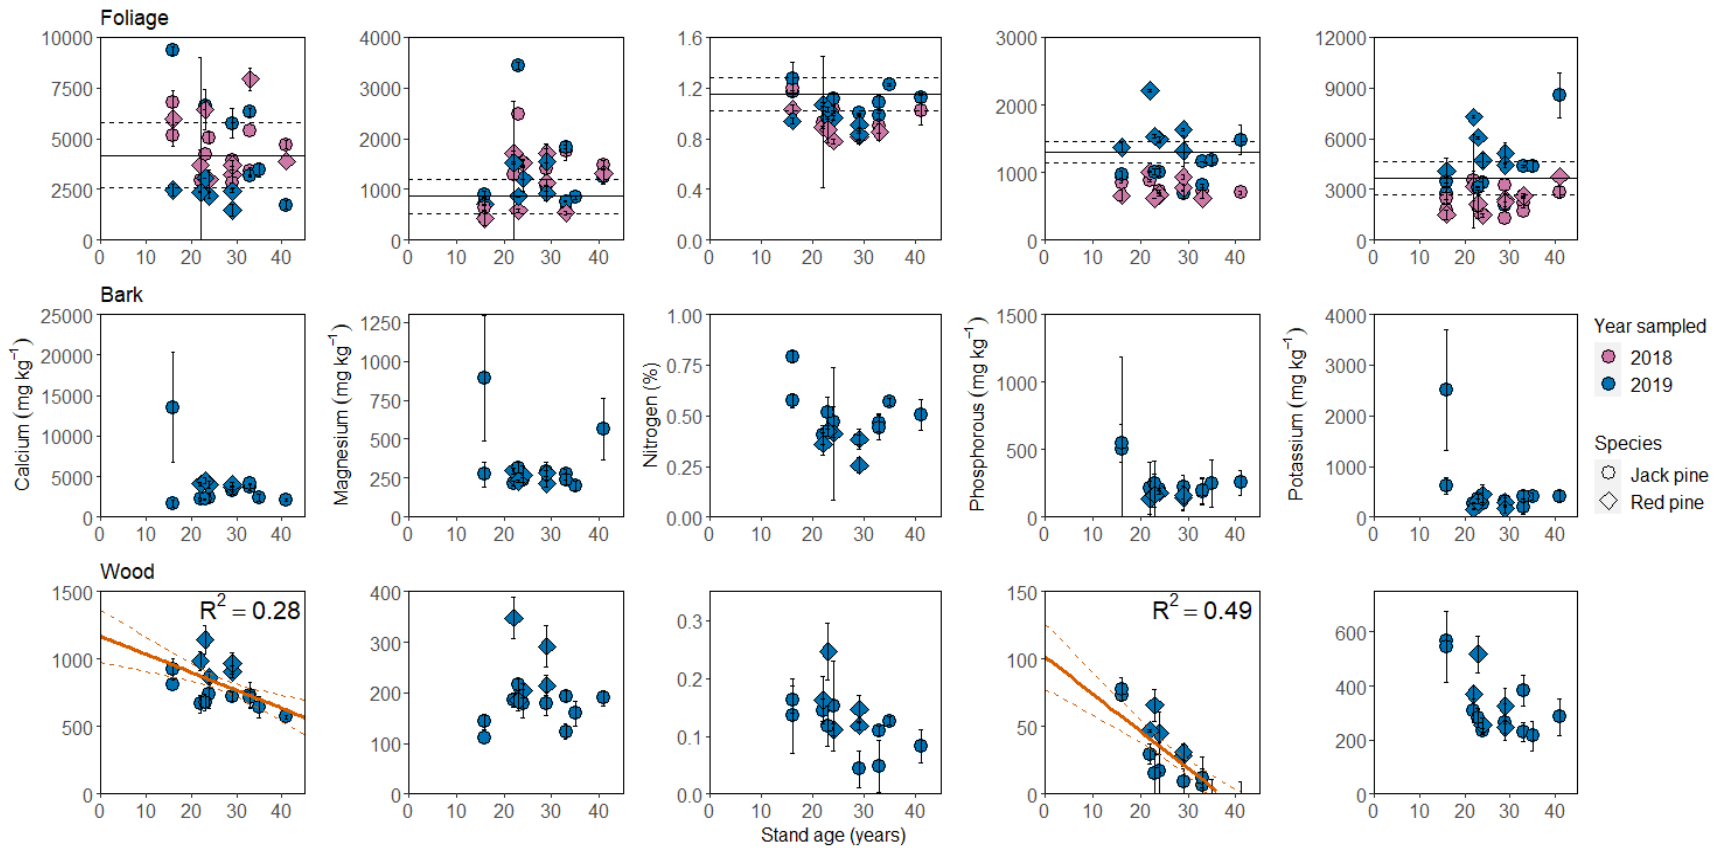 Foliage
10000
7500
5000
2500
0
0 10 20 30 40
4000
3000
2000
1000
0
0 10 20 30 40
1.6
1.2
0.8
0.4
0.0
0 10 20 30 40
3000
2000
1000
0
0 10 20 30 40
12000
9000
6000
3000
0
0 10 20 30 40
Bark
Calcium (mg kg⁻¹)
25000
20000
15000
10000
5000
0
0 10 20 30 40
Magnesium (mg kg⁻¹)
1250
1000
750
500
250
0
0 10 20 30 40
Nitrogen (%)
1.00
0.75
0.50
0.25
0.00
0 10 20 30 40
Phosphorous (mg kg⁻¹)
1500
1000
500
0
0 10 20 30 40
Potassium (mg kg⁻¹)
4000
3000
2000
1000
0
0 10 20 30 40
Year sampled
2018
2019
Species
Jack pine
Red pine
Wood
R² = 0.28
1500
1000
500
0
0 10 20 30 40
400
300
200
100
0
0 10 20 30 40
0.3
0.2
0.1
0.0
0 10 20 30 40
R² = 0.49
150
100
50
0
0 10 20 30 40
600
400
200
0
0 10 20 30 40
Stand age (years)